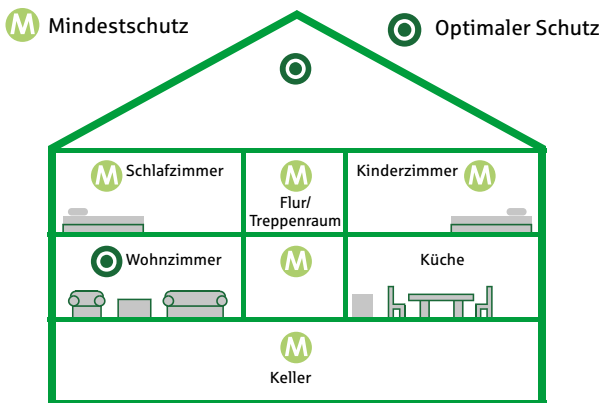 M Mindestschutz
Optimaler Schutz
M Schlafzimmer
M
Flur/
Treppenraum
Kinderzimmer M
Wohnzimmer
M
Küche
M
Keller